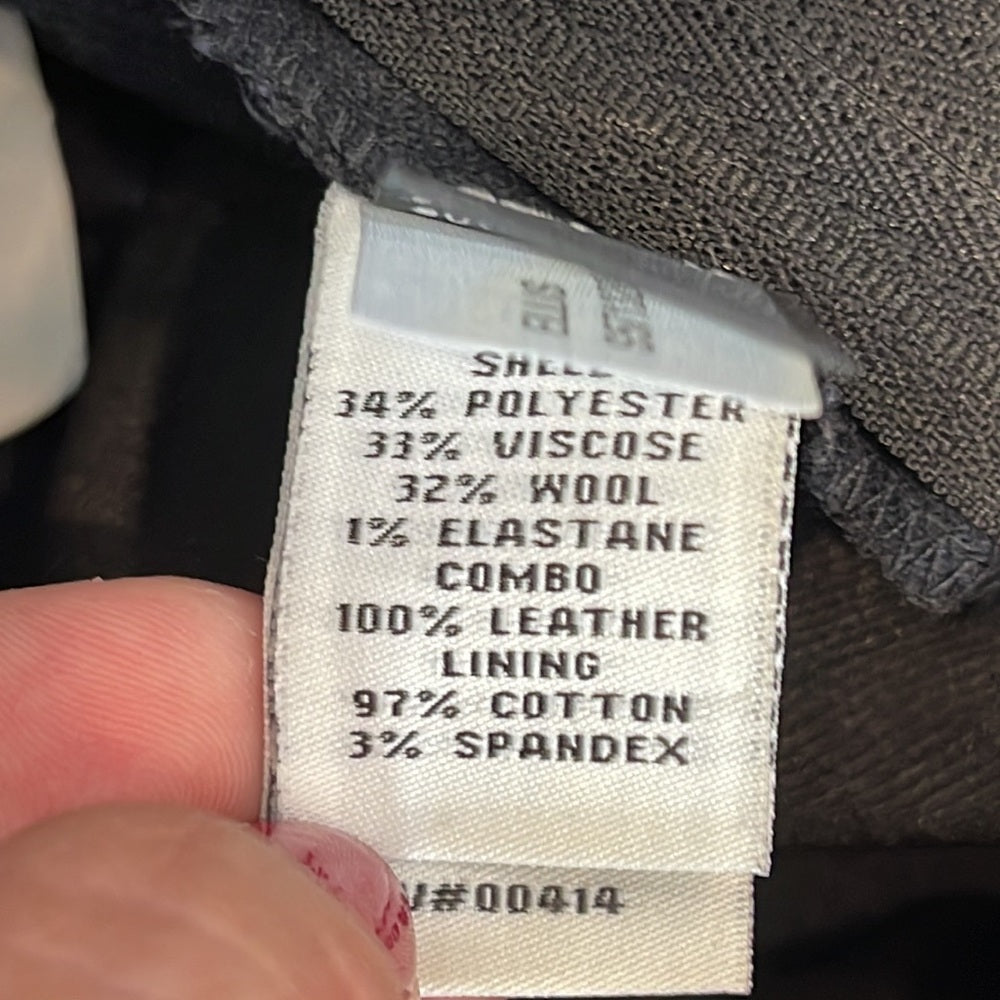 SHELL
34% POLYESTER
33% VISCOSE
32% WOOL
1% ELASTANE
COMBO
100% LEATHER
LINING
97% COTTON
3% SPANDEX
#00414